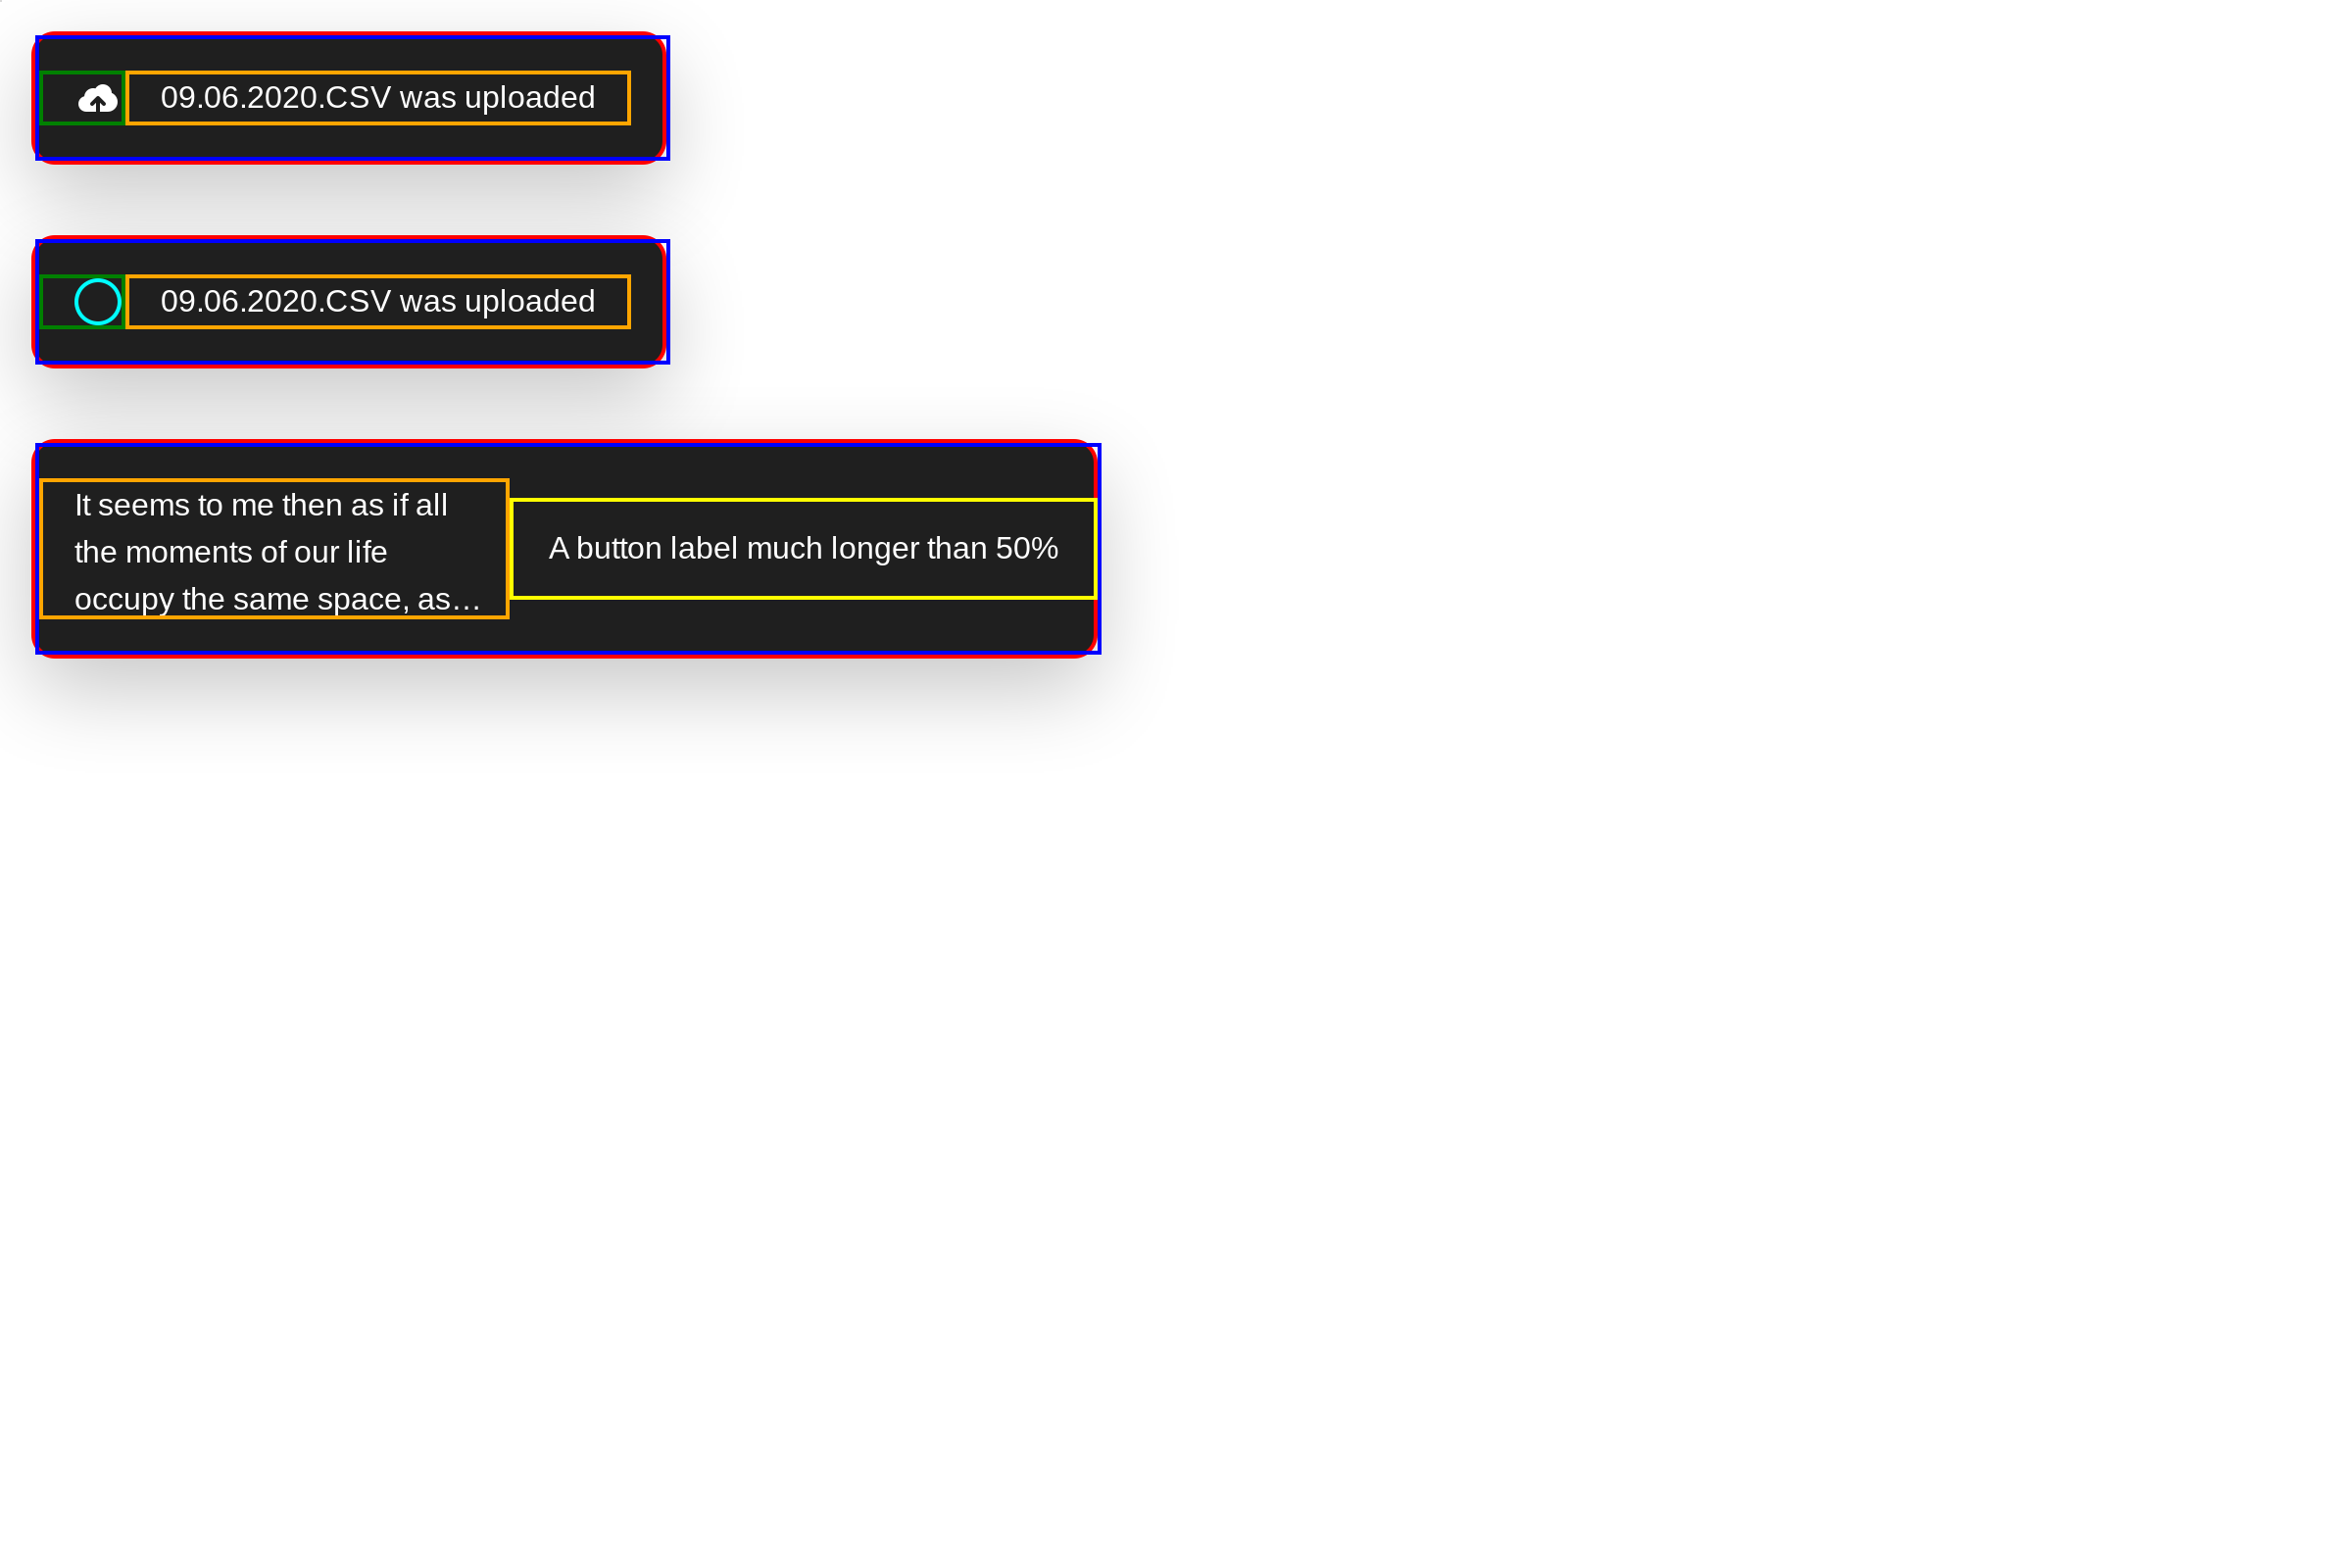 09.06.2020.CSV was uploaded
09.06.2020.CSV was uploaded
It seems to me then as if all
the moments of our life
occupy the same space, as…
A button label much longer than 50%